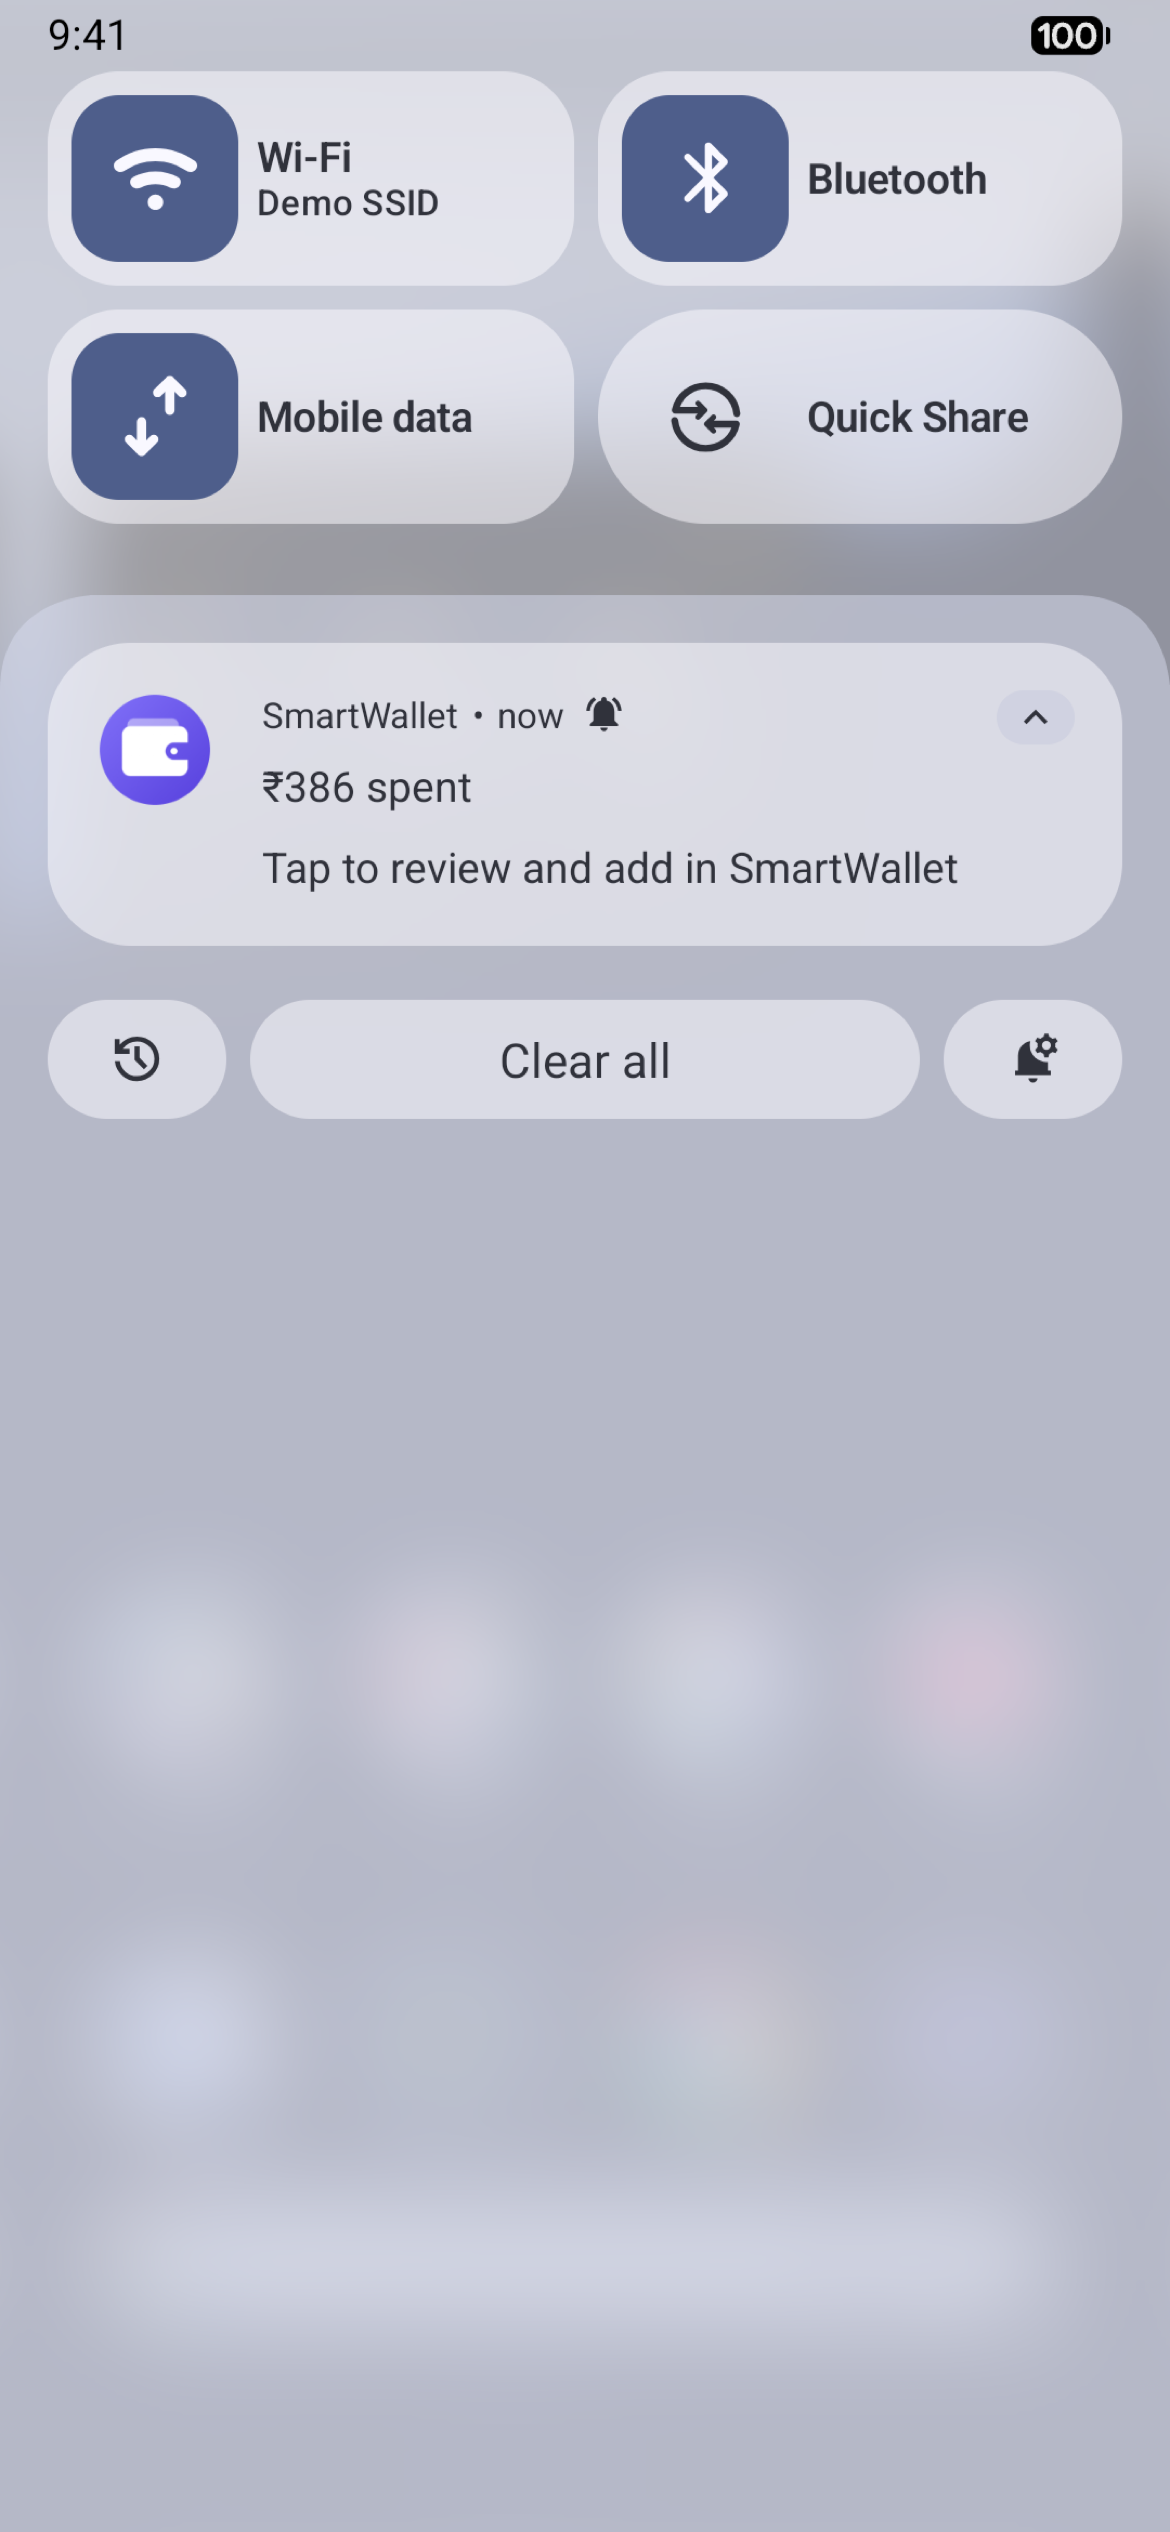 9:41
100
Wi-Fi
Demo SSID
Bluetooth
Mobile data
Quick Share
SmartWallet • now
₹386 spent
Tap to review and add in SmartWallet
Clear all